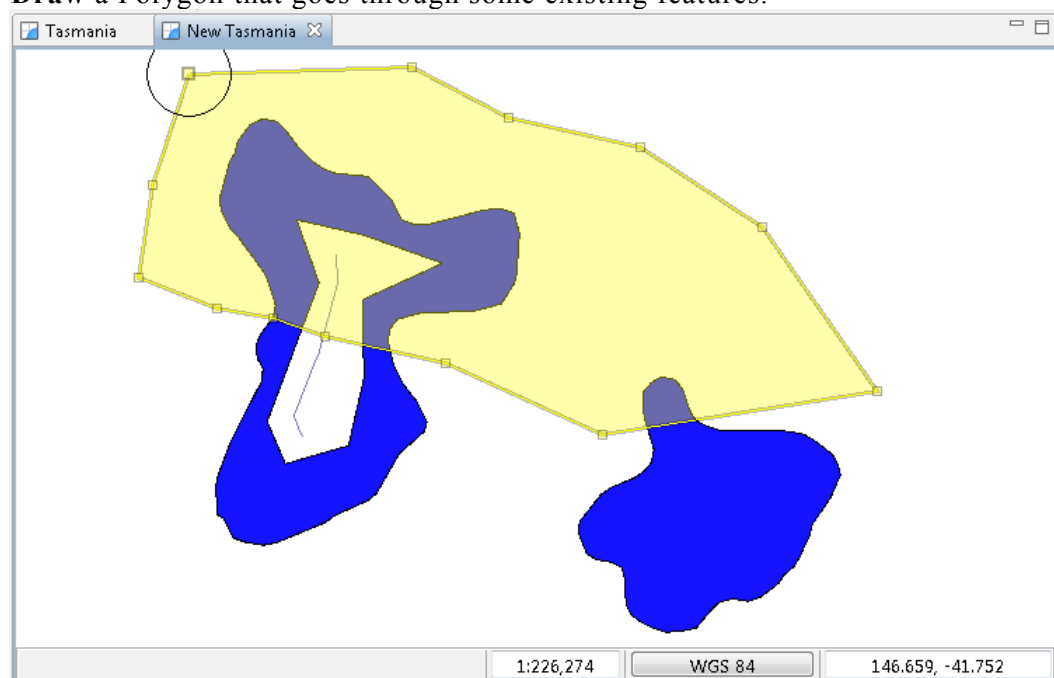 Draw a Polygon that goes through some existing features.
Tasmania New Tasmania
1:226,274 WGS 84 146.659, -41.752